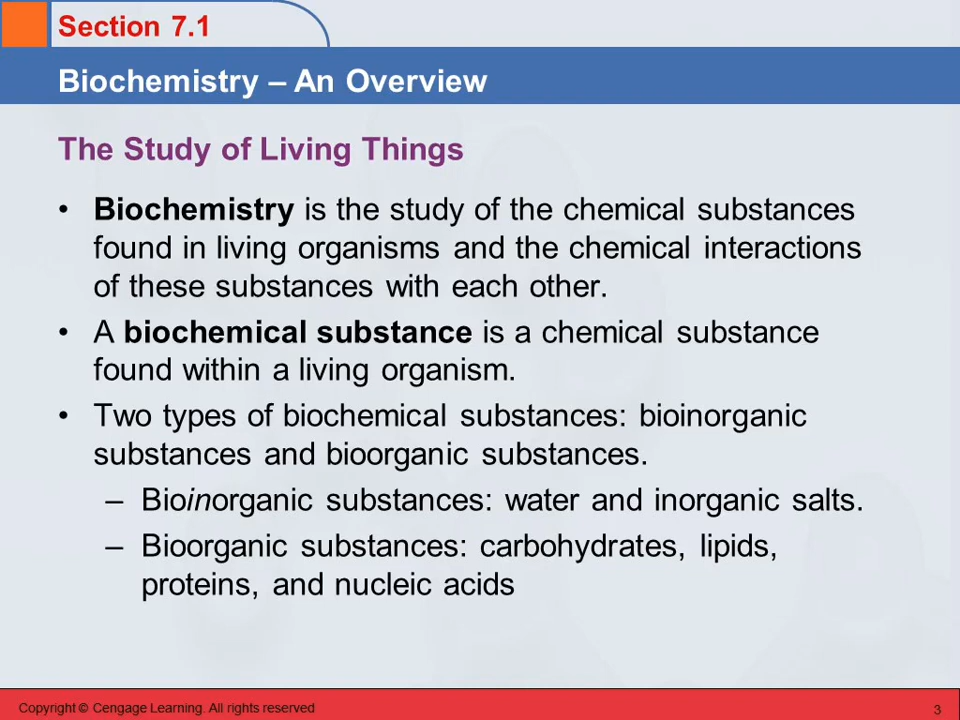 Section 7.1
Biochemistry – An Overview
The Study of Living Things
• Biochemistry is the study of the chemical substances
found in living organisms and the chemical interactions
of these substances with each other.
• A biochemical substance is a chemical substance
found within a living organism.
• Two types of biochemical substances: bioinorganic
substances and bioorganic substances.
– Bioinorganic substances: water and inorganic salts.
– Bioorganic substances: carbohydrates, lipids,
proteins, and nucleic acids
Copyright © Cengage Learning. All rights reserved
3